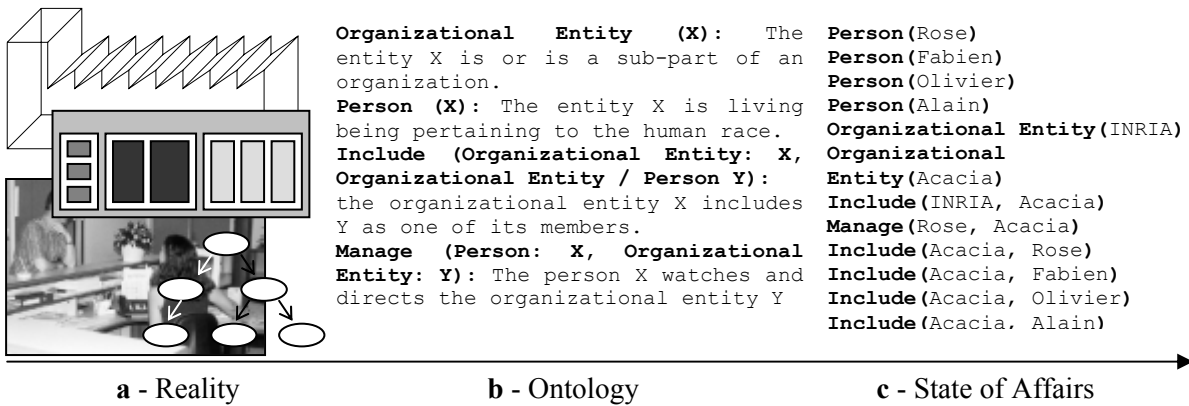 Organizational Entity (X): The
entity X is or is a sub-part of an
organization.
Person (X): The entity X is living
being pertaining to the human race.
Include (Organizational Entity: X,
Organizational Entity / Person Y):
the organizational entity X includes
Y as one of its members.
Manage (Person: X, Organizational
Entity: Y): The person X watches and
directs the organizational entity Y
Person(Rose)
Person(Fabien)
Person(Olivier)
Person(Alain)
Organizational Entity(INRIA)
Organizational
Entity(Acacia)
Include(INRIA, Acacia)
Manage(Rose, Acacia)
Include(Acacia, Rose)
Include(Acacia, Fabien)
Include(Acacia, Olivier)
Include(Acacia, Alain)
a - Reality
b - Ontology
c - State of Affairs